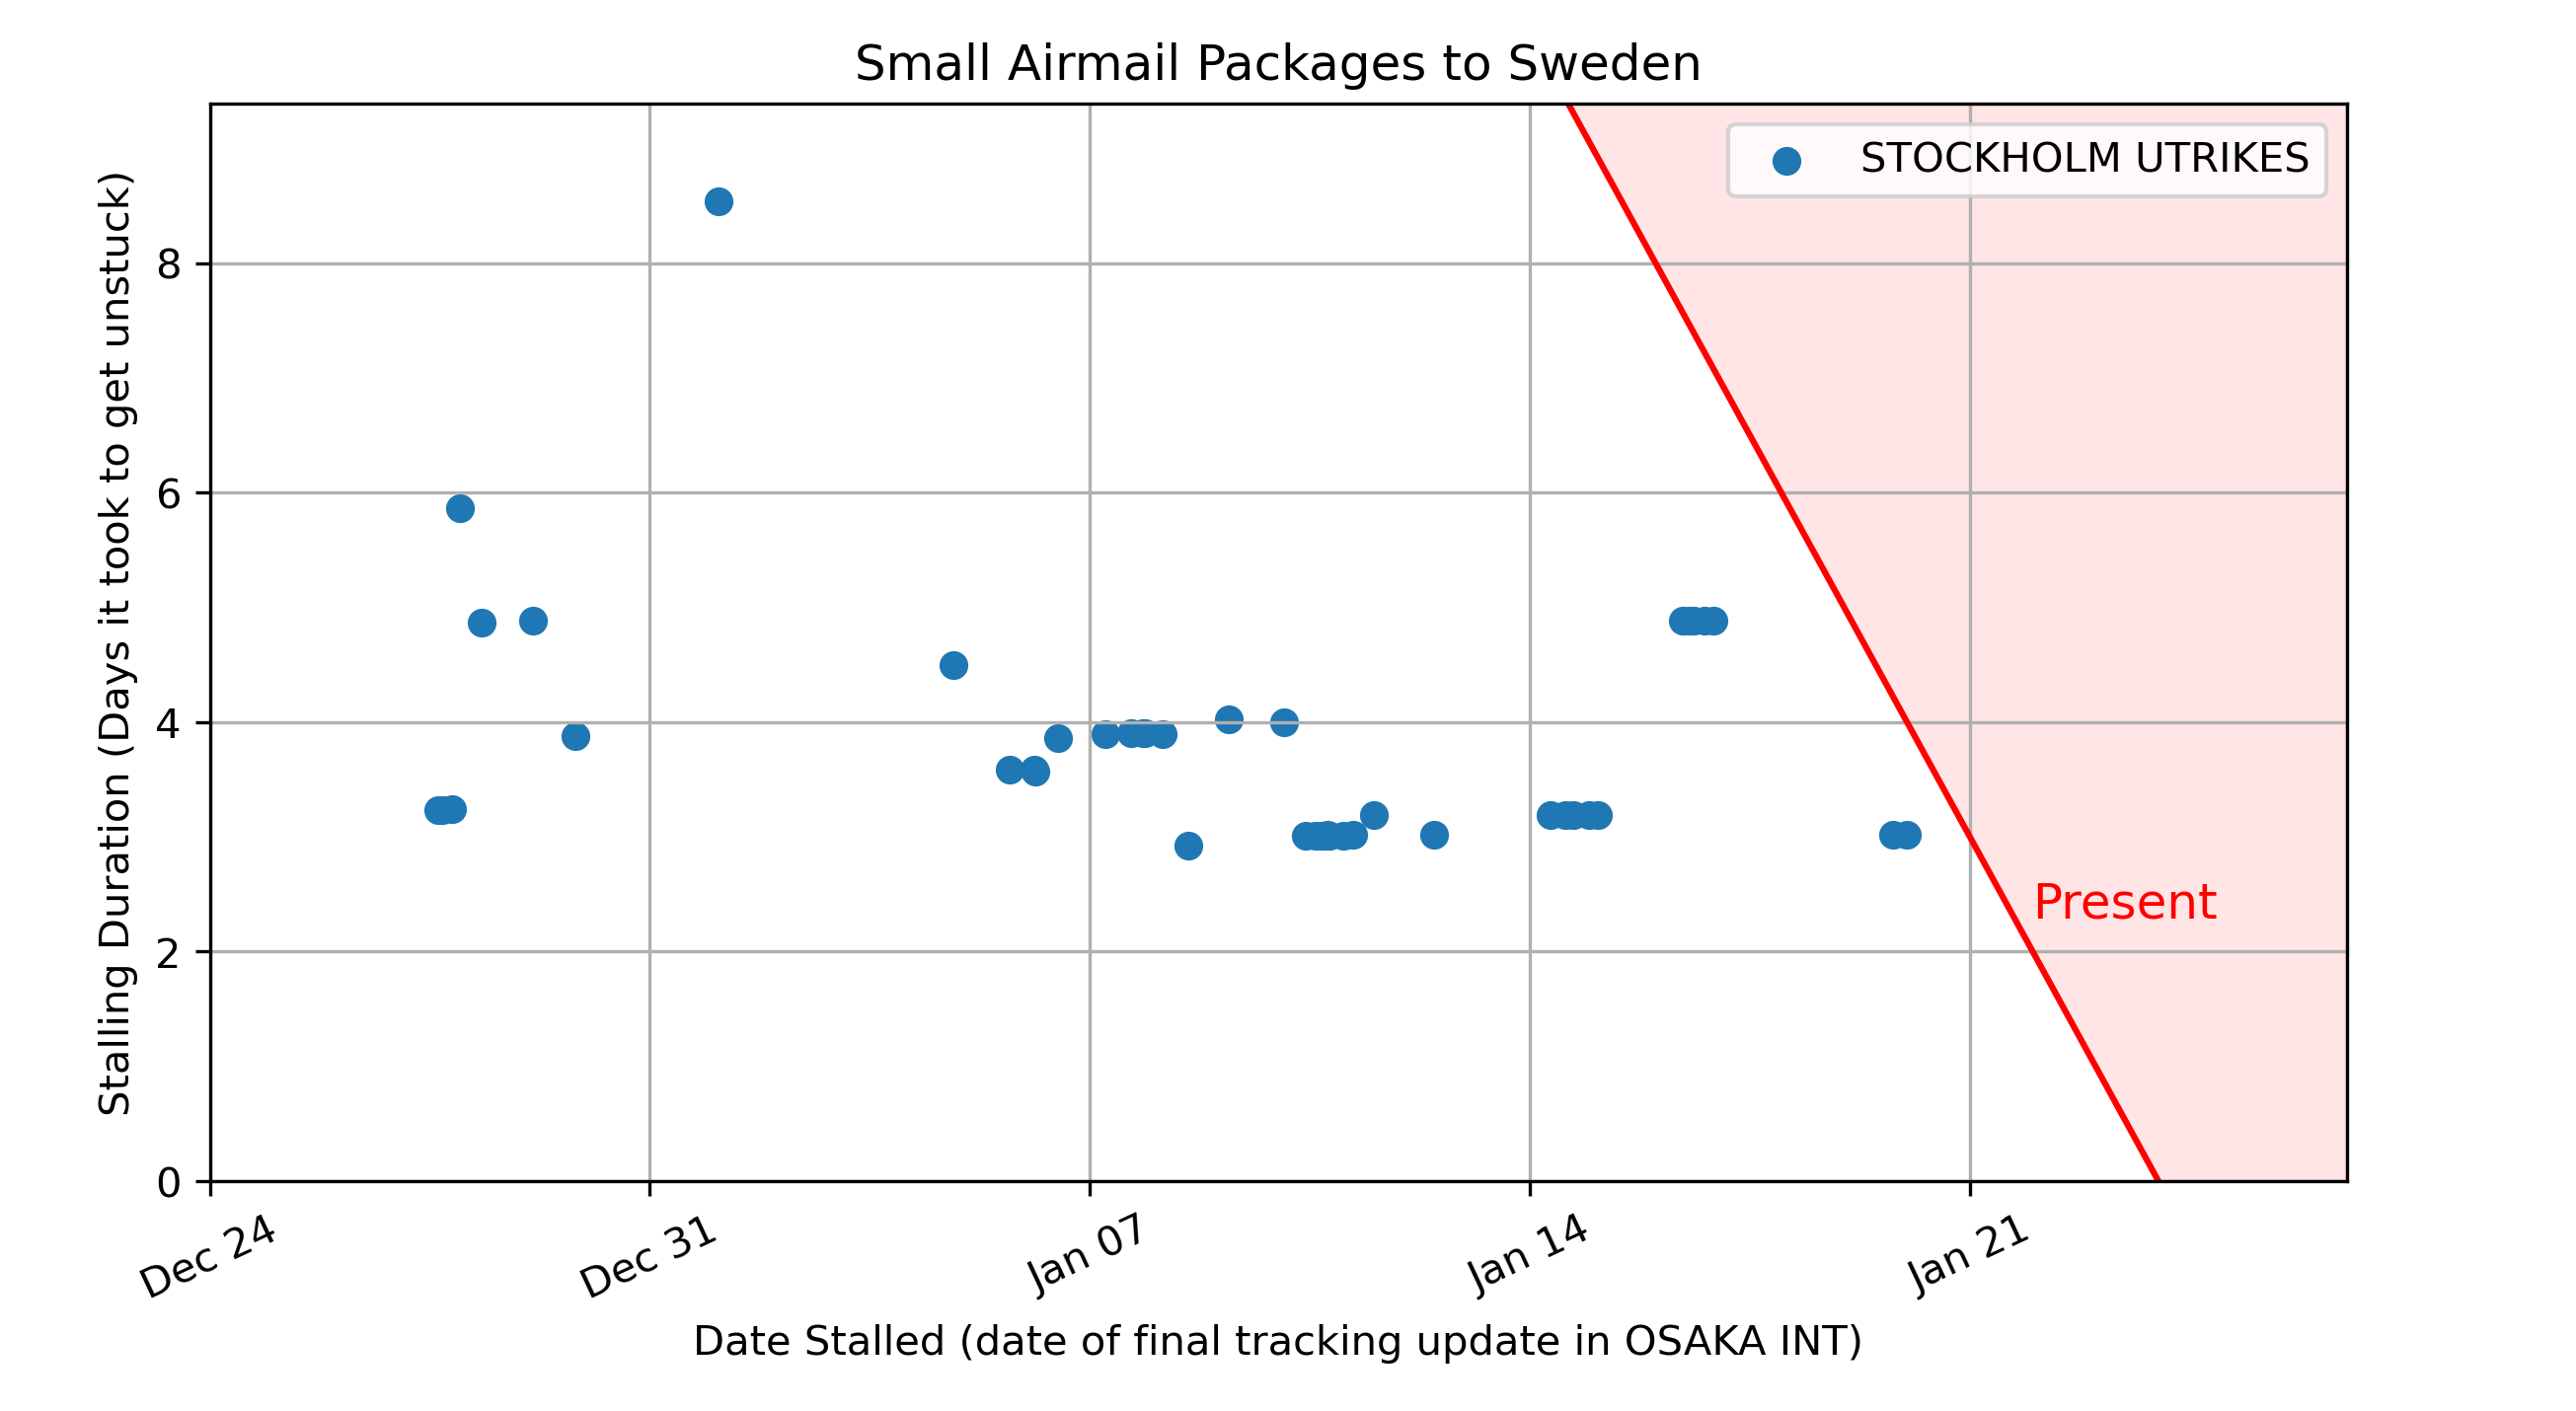 Small Airmail Packages to Sweden
STOCKHOLM UTRIKES
Stalling Duration (Days it took to get unstuck)
8
6
4
2
0
Present
Dec 24
Dec 31
Jan 07
Jan 14
Jan 21
Date Stalled (date of final tracking update in OSAKA INT)